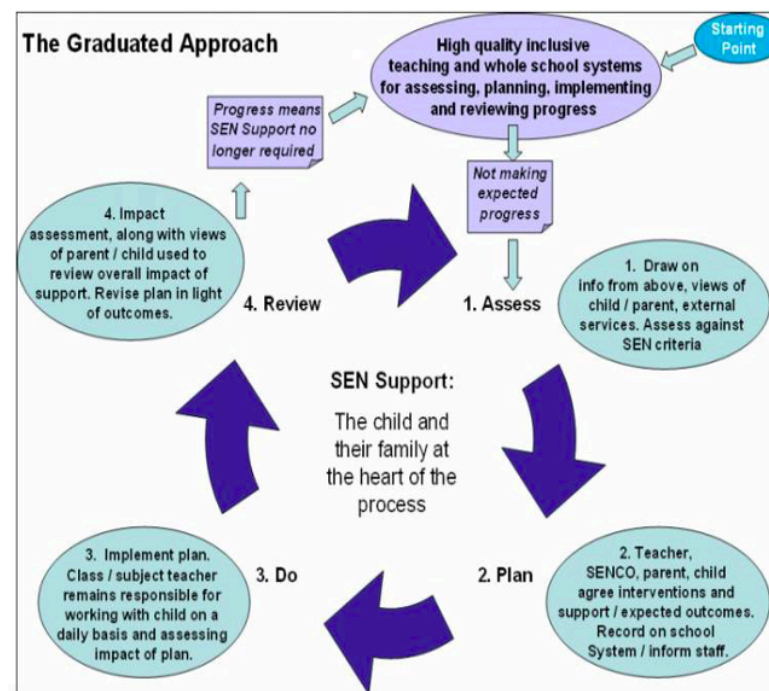 The Graduated Approach
Starting
Point
High quality inclusive
teaching and whole school systems
for assessing, planning, implementing
and reviewing progress
Progress means
SEN Support no
longer required
Not making
expected
progress
4. Impact
assessment, along with views
of parent / child used to
review overall impact of
support. Revise plan in light
of outcomes.
4. Review
1. Assess
1. Draw on
info from above, views of
child / parent, external
services. Assess against
SEN criteria
SEN Support:
The child and
their family at
the heart of the
process
3. Implement plan.
Class / subject teacher
remains responsible for
working with child on a
daily basis and assessing
impact of plan.
3. Do
2. Plan
2. Teacher,
SENCO, parent, child
agree interventions and
support / expected outcomes.
Record on school
System / inform staff.